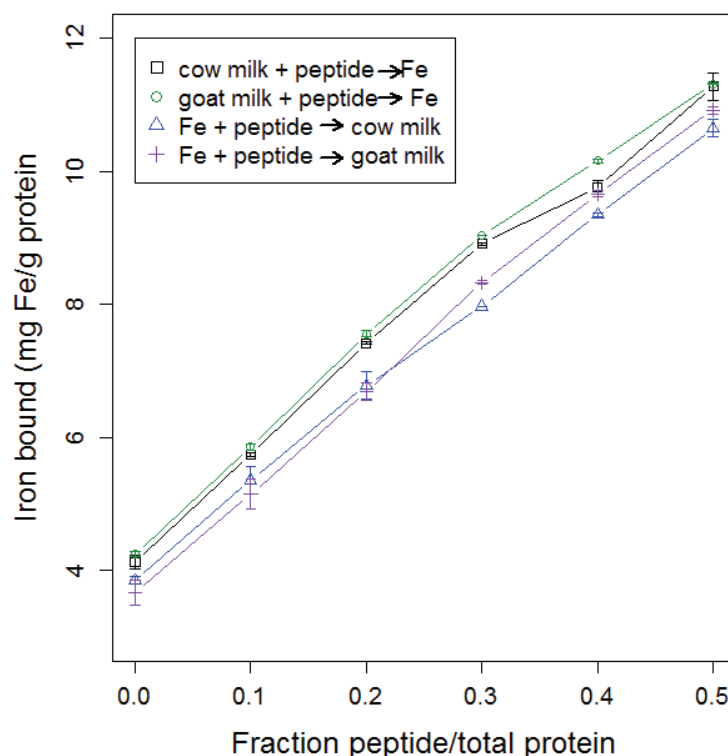 12
10
8
6
4
Iron bound (mg Fe/g protein
cow milk + peptide → Fe
goat milk + peptide → Fe
Fe + peptide → cow milk
Fe + peptide → goat milk
0.0 0.1 0.2 0.3 0.4 0.5
Fraction peptide/total protein